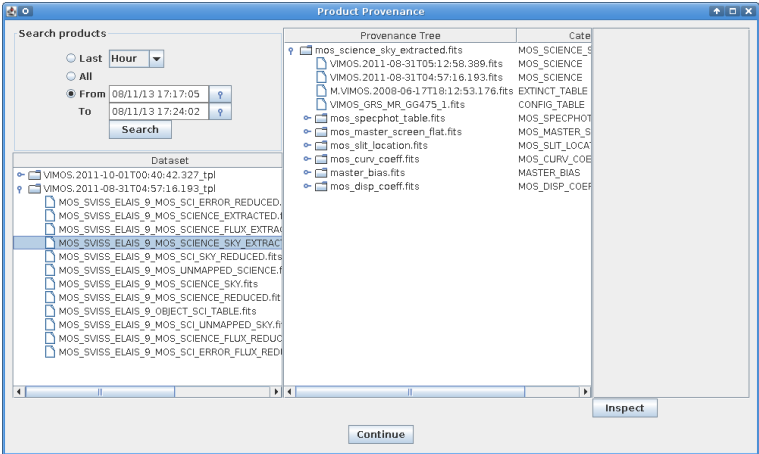 Product Provenance
Search products
Last Hour
All
From 08/11/13 17:17:05
To 08/11/13 17:24:02
Search
Dataset
VIMOS.2011-10-01T00:40:42.327_tpl
VIMOS.2011-08-31T04:57:16.193_tpl
MOS_SVISS_ELAIS_9_MOS_SCI_ERROR_REDUCED.
MOS_SVISS_ELAIS_9_MOS_SCIENCE_EXTRACTED.f
MOS_SVISS_ELAIS_9_MOS_SCIENCE_FLUX_EXTRA
MOS_SVISS_ELAIS_9_MOS_SCIENCE_SKY_EXTRAC
MOS_SVISS_ELAIS_9_MOS_SCI_SKY_REDUCED.fits
MOS_SVISS_ELAIS_9_MOS_UNMAPPED_SCIENCE.f
MOS_SVISS_ELAIS_9_MOS_SCIENCE_SKY.fits
MOS_SVISS_ELAIS_9_MOS_SCIENCE_REDUCED.fit
MOS_SVISS_ELAIS_9_OBJECT_SCI_TABLE.fits
MOS_SVISS_ELAIS_9_MOS_SCI_UNMAPPED_SKY.fi
MOS_SVISS_ELAIS_9_MOS_SCIENCE_FLUX_REDUC
MOS_SVISS_ELAIS_9_MOS_SCI_ERROR_FLUX_RED
Provenance Tree Cate
mos_science_sky_extracted.fits MOS_SCIENCE_S
VIMOS.2011-08-31T05:12:58.389.fits MOS_SCIENCE
VIMOS.2011-08-31T04:57:16.193.fits MOS_SCIENCE
M.VIMOS.2008-06-17T18:12:53.176.fits EXTINCT_TABLE
VIMOS_GRS_MR_GG475_1.fits CONFIG_TABLE
mos_specphot_table.fits MOS_SPECPHOT
mos_master_screen_flat.fits MOS_MASTER_S
mos_slit_location.fits MOS_SLIT_LOCA
mos_curv_coeff.fits MOS_CURV_COE
master_bias.fits MASTER_BIAS
mos_disp_coeff.fits MOS_DISP_COEF
Inspect
Continue